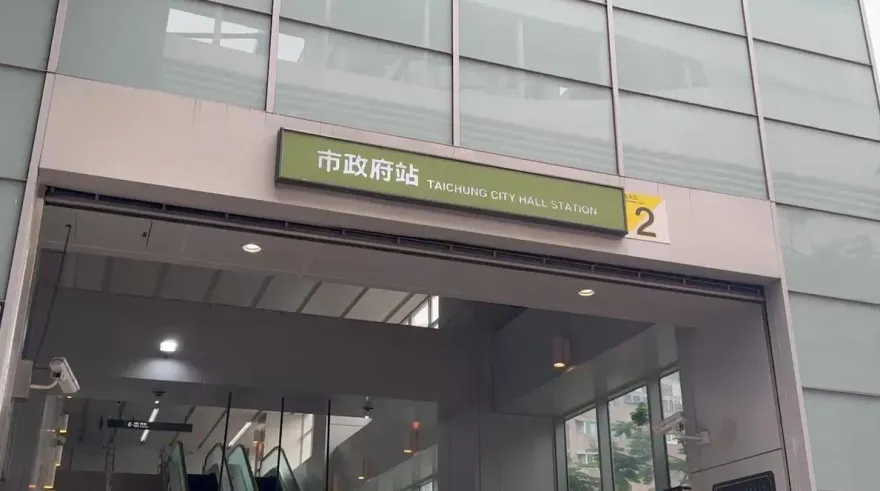 市政府站 TAICHUNG CITY HALL STATION
2